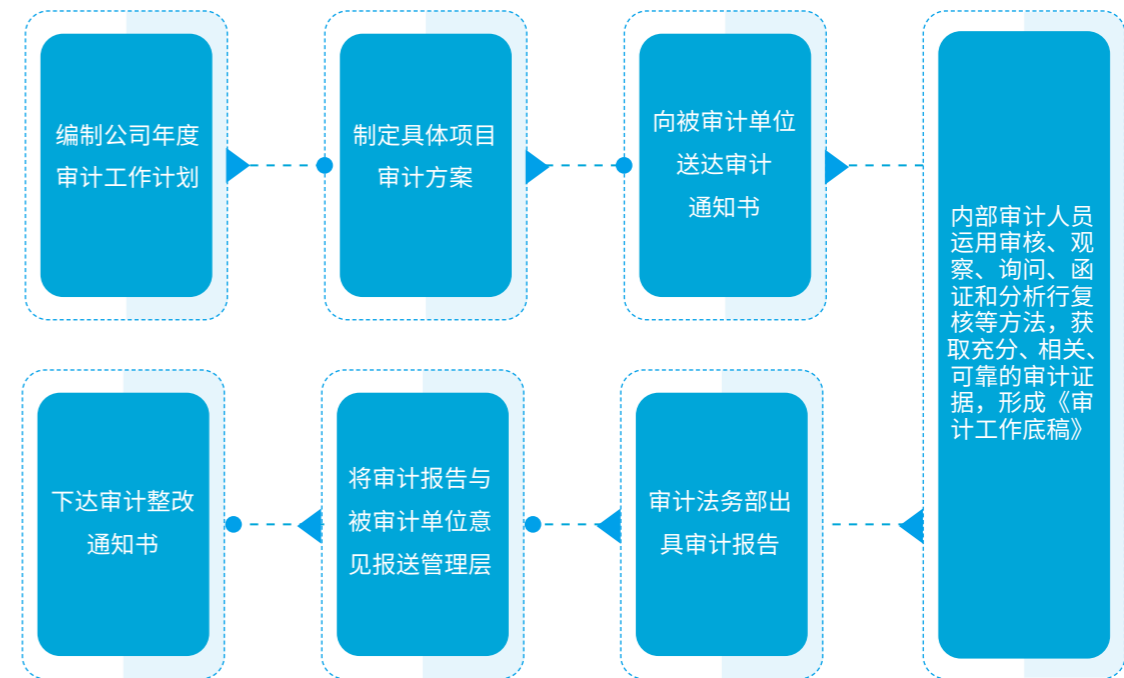 编制公司年度
审计工作计划
制定具体项目
审计方案
向被审计单位
送达审计
通知书
内部审计人员
运用审核、观
察、询问、函
证和分析行复
核等方法，获
取充分、相关、
可靠的审计证
据，形成《审
计工作底稿》
审计法务部出
具审计报告
将审计报告与
被审计单位意
见报送管理层
下达审计整改
通知书